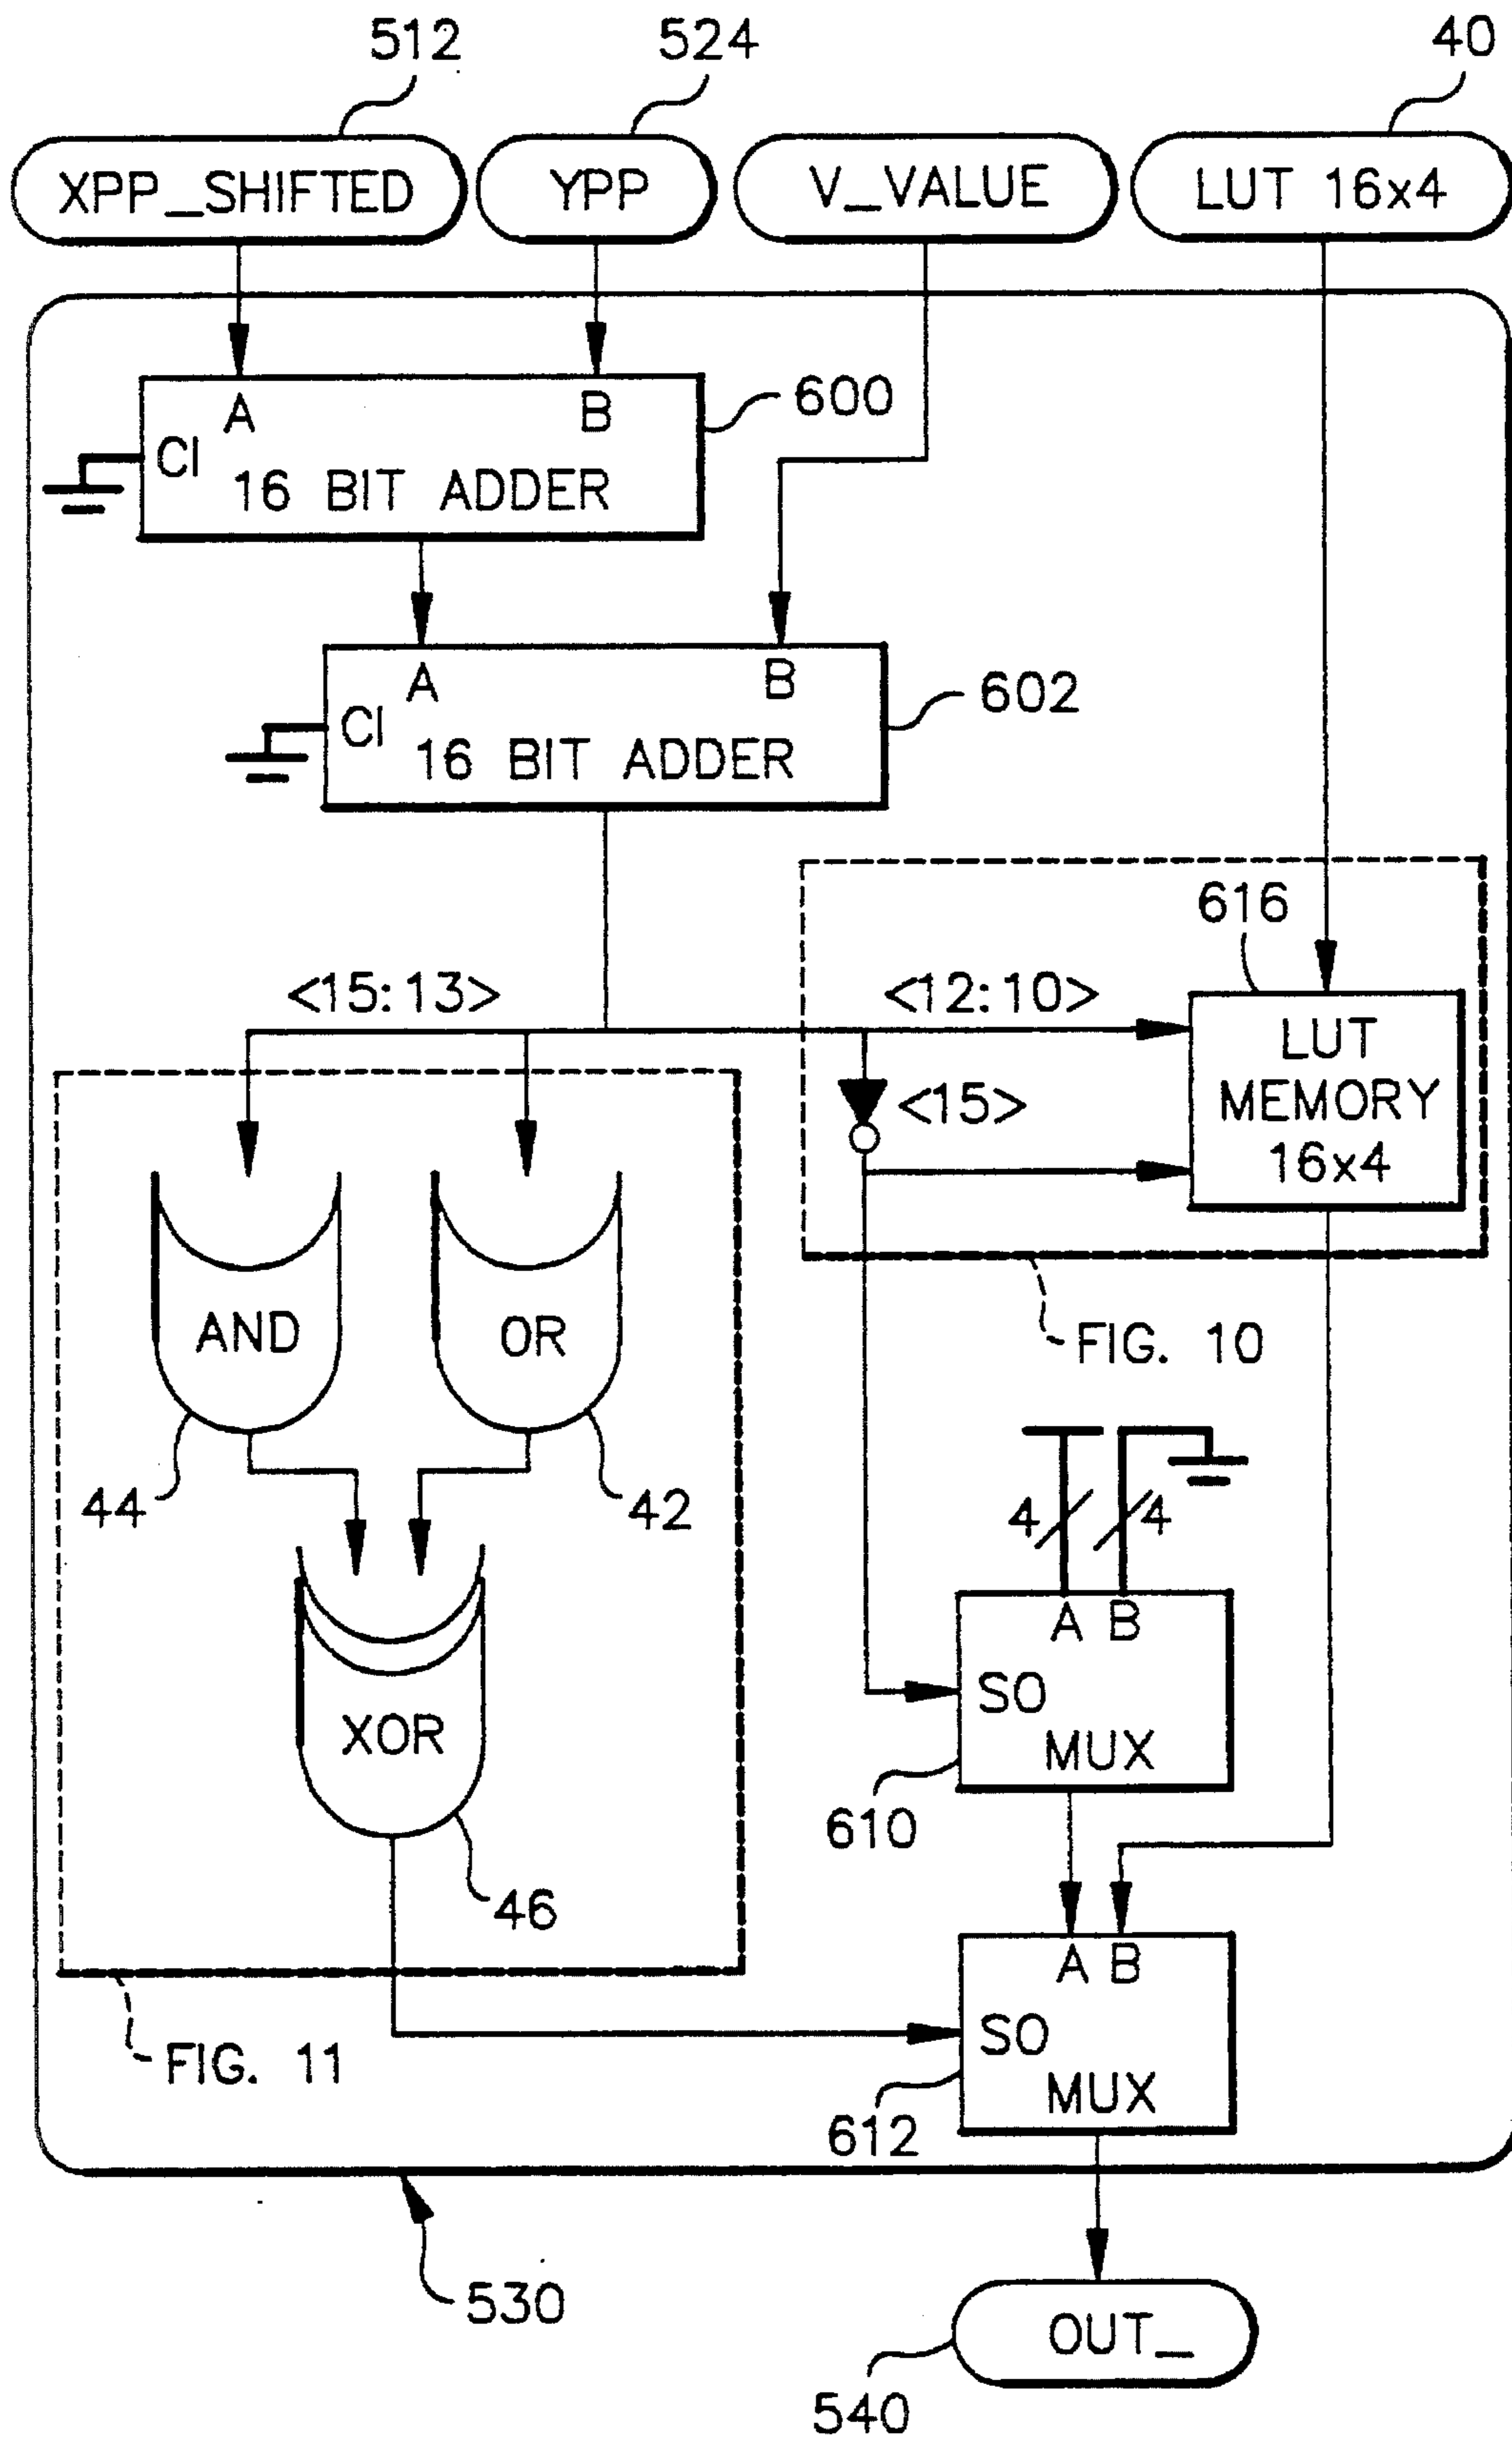 512
524
40
XPP_SHIFTED
YPP
V_VALUE
LUT 16x4
A
B
600
CI
16 BIT ADDER
A
B
602
CI
16 BIT ADDER
616
<15:13>
<12:10>
LUT
MEMORY
16x4
<15>
AND
OR
FIG. 10
44
42
4
4
A B
SO
MUX
XOR
610
46
A B
SO
MUX
FIG. 11
612
530
OUT_
540